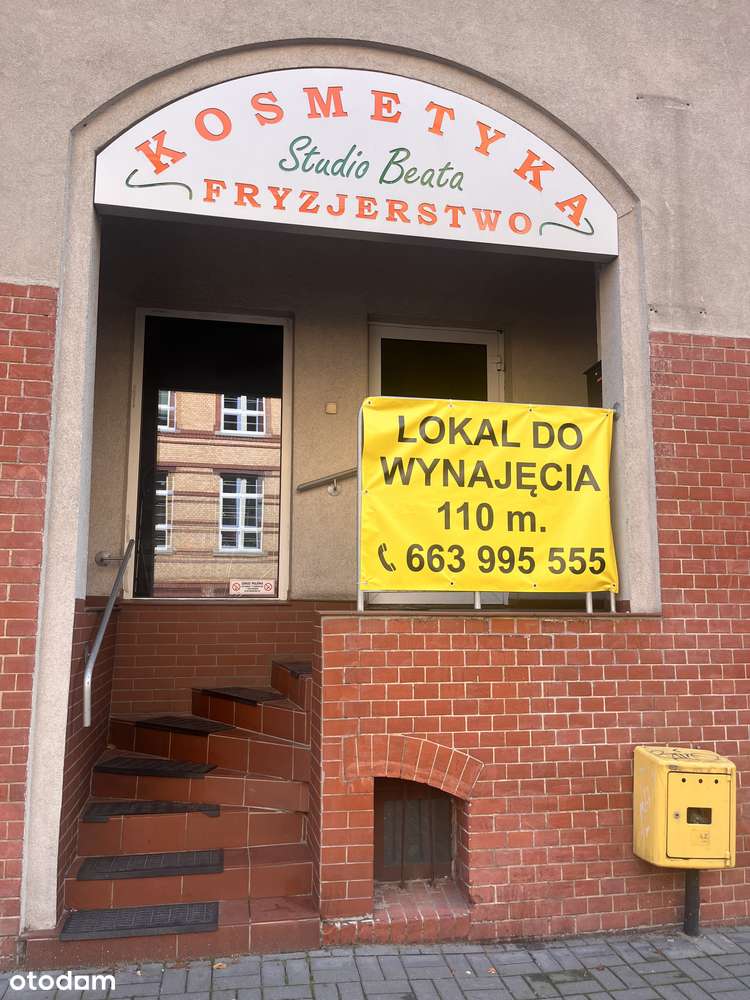 KOSMETYKA
Studio Beata
FRYZJERSTWO
LOKAL DO
WYNAJĘCIA
110 m.
663 995 555
otodom